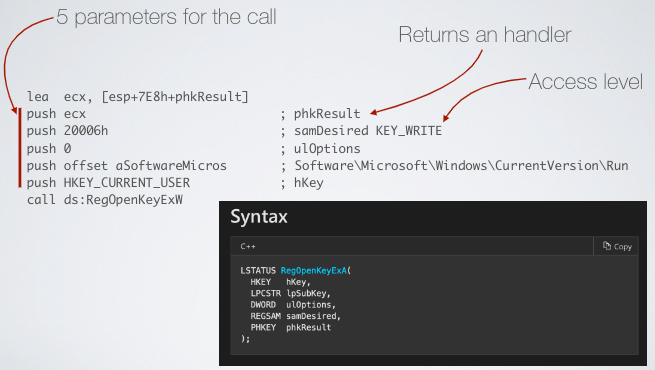 5 parameters for the call
Returns an handler
Access level
lea ecx, [esp+7E8h+phkResult]
push ecx ; phkResult
push 20006h ; samDesired KEY_WRITE
push 0 ; ulOptions
push offset aSoftwareMicros ; Software\Microsoft\Windows\CurrentVersion\Run
push HKEY_CURRENT_USER ; hKey
call ds:RegOpenKeyExW
Syntax
C++ Copy
LSTATUS RegOpenKeyExA(
HKEY hKey,
LPCSTR lpSubKey,
DWORD ulOptions,
REGSAM samDesired,
PHKEY phkResult
);